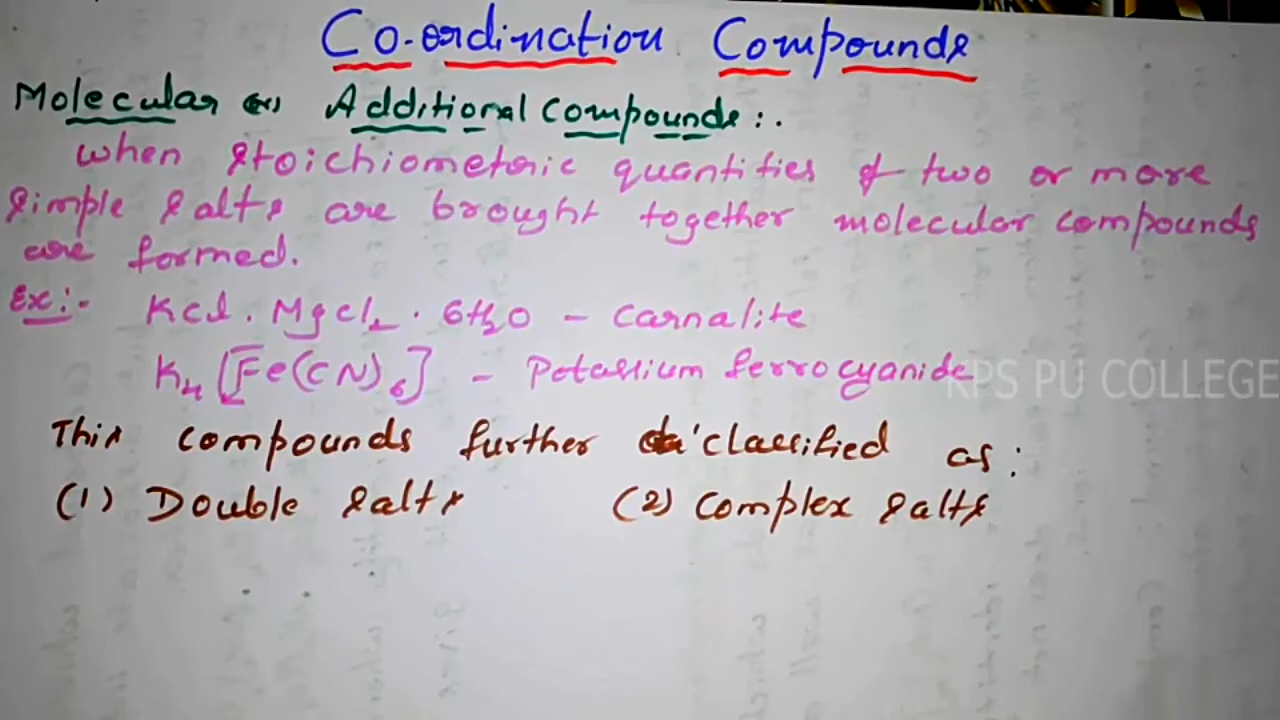 Co-ordination Compounds
Molecular (or) Additional Compounds:.
When stoichiometric quantities of two or more
simple salts are brought together molecular compounds
are formed.
Ex:- KCl . MgCl₂ . 6H₂O – Carnalite
K₄ [Fe(CN)₆] – Potassium ferrocyanide
KPS PU COLLEGE
This compounds further classified as:
(1) Double salts (2) Complex salts